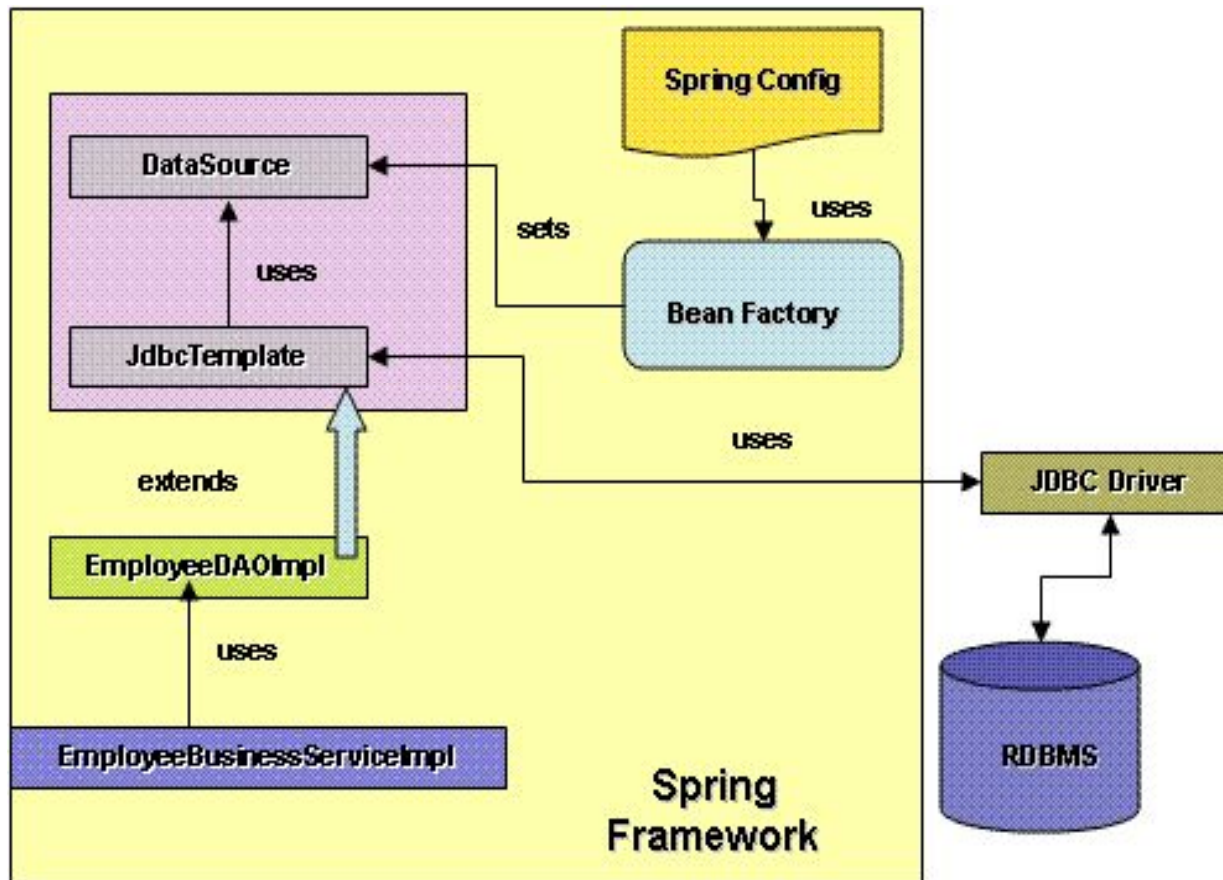 Spring Config
DataSource
uses
sets
uses
Bean Factory
JdbcTemplate
uses
extends
JDBC Driver
EmployeeDAOImpl
uses
EmployeeBusinessServiceImpl
RDBMS
Spring
Framework